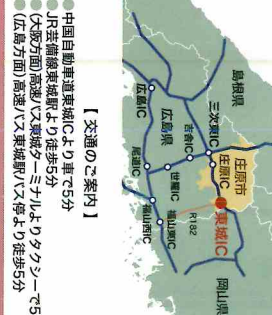 島根県
三次東IC
庄原市
庄原IC
東城IC
岡山県
吉舎IC
広島県
世羅IC
R182
広島IC
尾道IC
福山東IC
福山西IC
【 交通のご案内 】
●中国自動車道東城ICより車で5分
●JR芸備線東城駅より徒歩5分
●(大阪方面)高速バス東城ターミナルよりタクシーで5
●(広島方面)高速バス東城駅バス停より徒歩5分